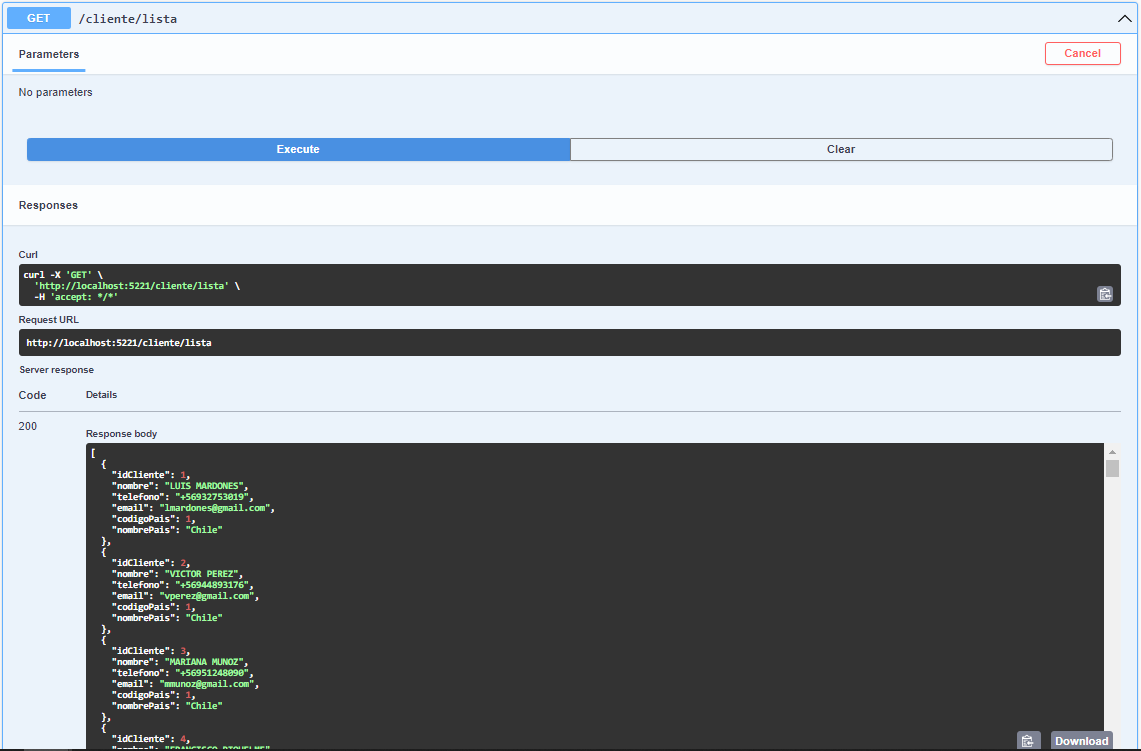 GET /cliente/lista
Parameters
Cancel
No parameters
Execute
Clear
Responses
Curl
curl -X 'GET' \
  'http://localhost:5221/cliente/lista' \
  -H 'accept: */*'
Request URL
http://localhost:5221/cliente/lista
Server response
Code Details
200
Response body
[
  {
    "idCliente": 1,
    "nombre": "LUIS MARDONES",
    "telefono": "+56932753019",
    "email": "lmardones@gmail.com",
    "codigoPais": 1,
    "nombrePais": "Chile"
  },
  {
    "idCliente": 2,
    "nombre": "VICTOR PEREZ",
    "telefono": "+56944893176",
    "email": "vperez@gmail.com",
    "codigoPais": 1,
    "nombrePais": "Chile"
  },
  {
    "idCliente": 3,
    "nombre": "MARIANA MUNOZ",
    "telefono": "+56951248090",
    "email": "mmunoz@gmail.com",
    "codigoPais": 1,
    "nombrePais": "Chile"
  },
  {
    "idCliente": 4,
    "nombre": "FRANCISCO RIQUELME"
Download